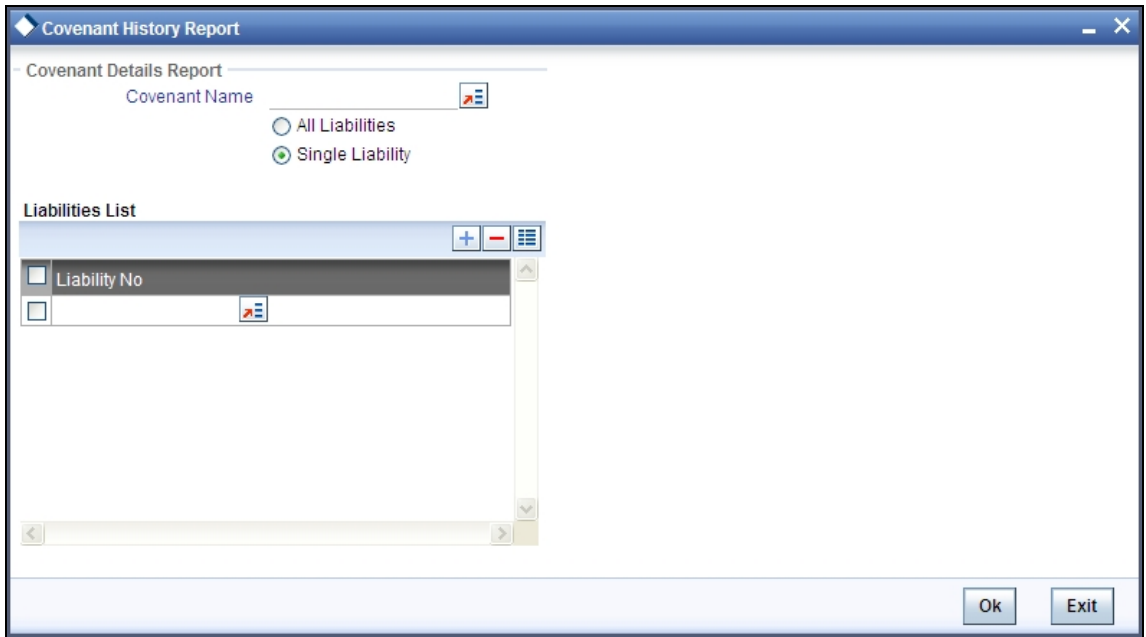 Covenant History Report
Covenant Details Report
Covenant Name
All Liabilities
Single Liability
Liabilities List
Liability No
Ok Exit